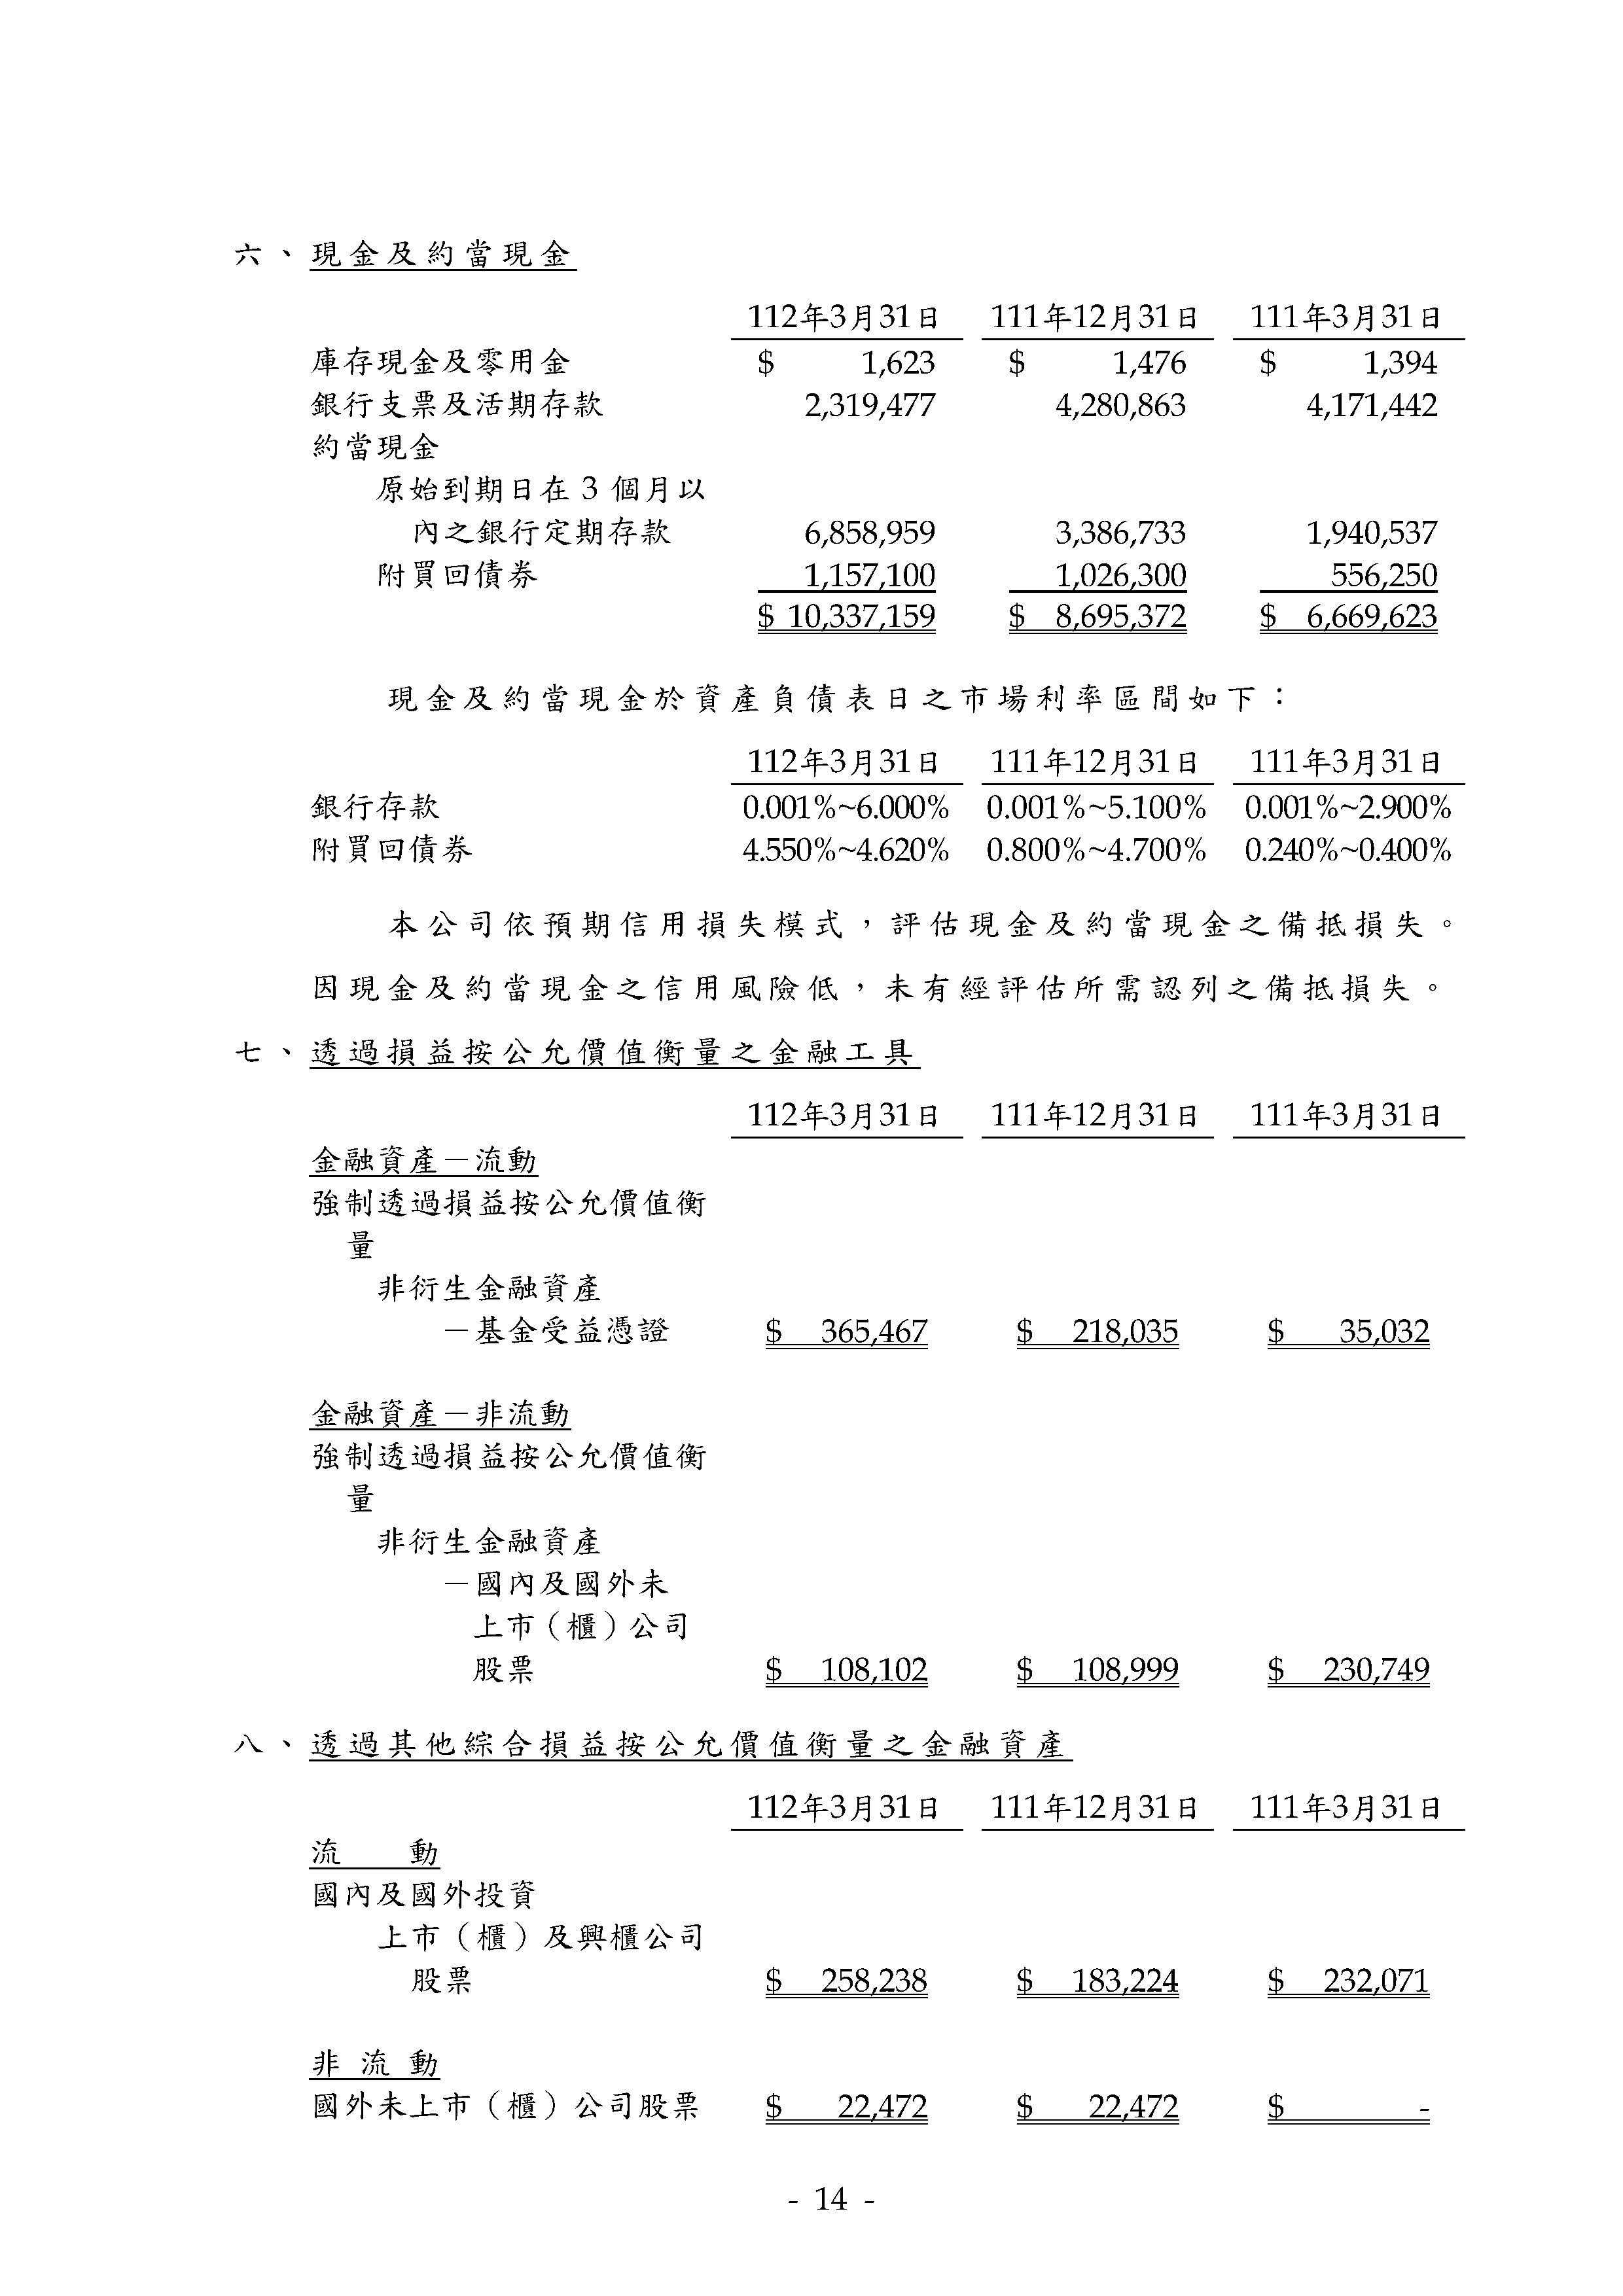 六、現金及約當現金
112年3月31日 111年12月31日 111年3月31日
庫存現金及零用金 $ 1,623 $ 1,476 $ 1,394
銀行支票及活期存款 2,319,477 4,280,863 4,171,442
約當現金
原始到期日在 3 個月以
內之銀行定期存款 6,858,959 3,386,733 1,940,537
附買回債券 1,157,100 1,026,300 556,250
$ 10,337,159 $ 8,695,372 $ 6,669,623
現金及約當現金於資產負債表日之市場利率區間如下：
112年3月31日 111年12月31日 111年3月31日
銀行存款 0.001%~6.000% 0.001%~5.100% 0.001%~2.900%
附買回債券 4.550%~4.620% 0.800%~4.700% 0.240%~0.400%
本公司依預期信用損失模式，評估現金及約當現金之備抵損失。
因現金及約當現金之信用風險低，未有經評估所需認列之備抵損失。
七、透過損益按公允價值衡量之金融工具
112年3月31日 111年12月31日 111年3月31日
金融資產－流動
強制透過損益按公允價值衡
量
非衍生金融資產
－基金受益憑證 $ 365,467 $ 218,035 $ 35,032
金融資產－非流動
強制透過損益按公允價值衡
量
非衍生金融資產
－國內及國外未
上市（櫃）公司
股票 $ 108,102 $ 108,999 $ 230,749
八、透過其他綜合損益按公允價值衡量之金融資產
112年3月31日 111年12月31日 111年3月31日
流 動
國內及國外投資
上市（櫃）及興櫃公司
股票 $ 258,238 $ 183,224 $ 232,071
非 流 動
國外未上市（櫃）公司股票 $ 22,472 $ 22,472 $ -
- 14 -